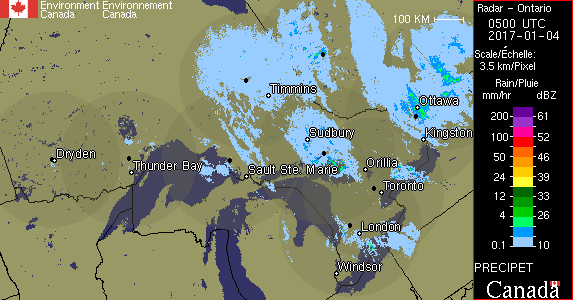 Environment Environnement
Canada Canada
100 KM
Timmins
Ottawa
Sudbury
Kingston
Dryden
Thunder Bay
Sault Ste. Marie
Orillia
Toronto
London
Windsor
Radar - Ontario
0500 UTC
2017-01-04
Scale/Échelle:
3.5 km/Pixel
Rain/Pluie
mm/hr dBZ
200 61
100 52
50 46
24 39
12 33
4 26
0.1 10
PRECIPET
Canada